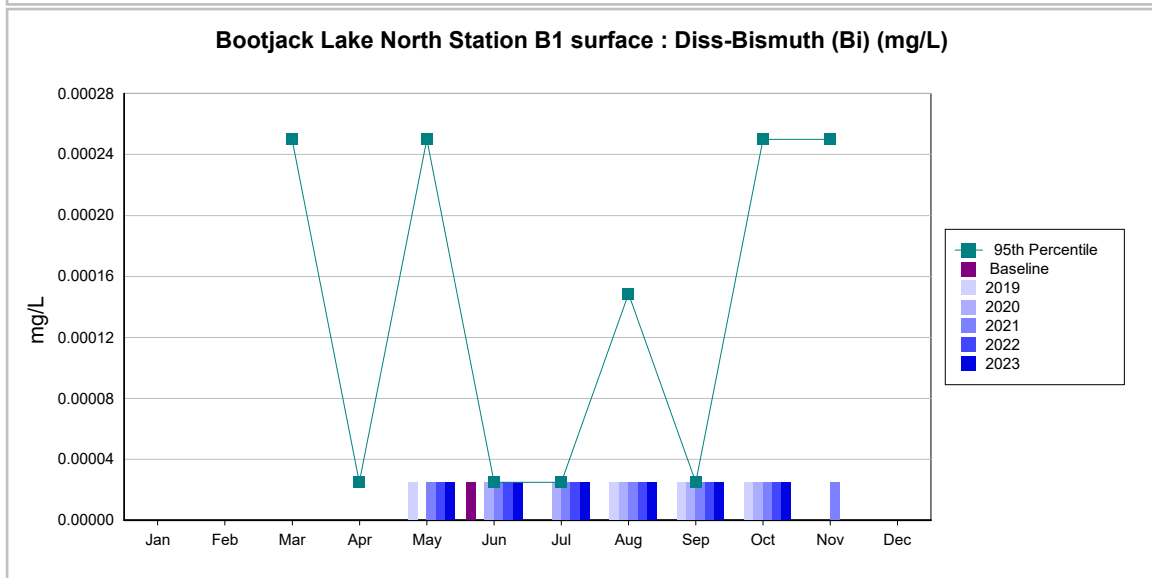 Bootjack Lake North Station B1 surface : Diss-Bismuth (Bi) (mg/L)
mg/L
0.00028
0.00024
0.00020
0.00016
0.00012
0.00008
0.00004
0.00000
Jan Feb Mar Apr May Jun Jul Aug Sep Oct Nov Dec
95th Percentile
Baseline
2019
2020
2021
2022
2023